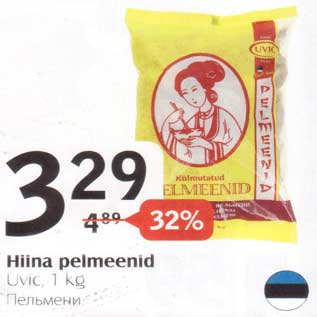 UVIC
PELMEENID
Külmutatud
PELMEENID
3 29
4 89
32%
Hiina pelmeenid
Uvic, 1 kg
Пельмени